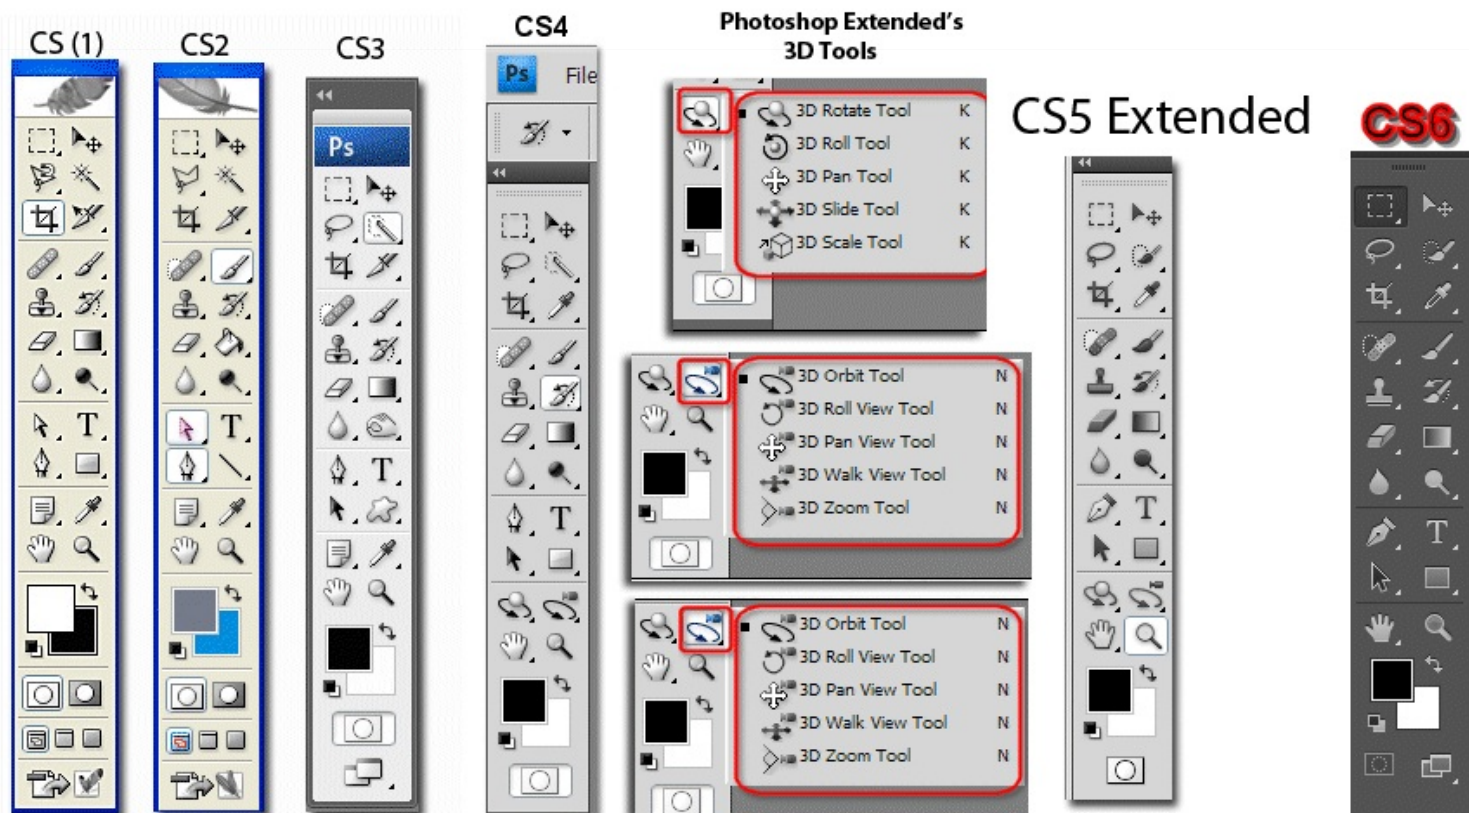 CS (1)
CS2
CS3
Ps
CS4
Ps File
Photoshop Extended's
3D Tools
3D Rotate Tool K
3D Roll Tool K
3D Pan Tool K
3D Slide Tool K
3D Scale Tool K
3D Orbit Tool N
3D Roll View Tool N
3D Pan View Tool N
3D Walk View Tool N
3D Zoom Tool N
3D Orbit Tool N
3D Roll View Tool N
3D Pan View Tool N
3D Walk View Tool N
3D Zoom Tool N
CS5 Extended
CS6